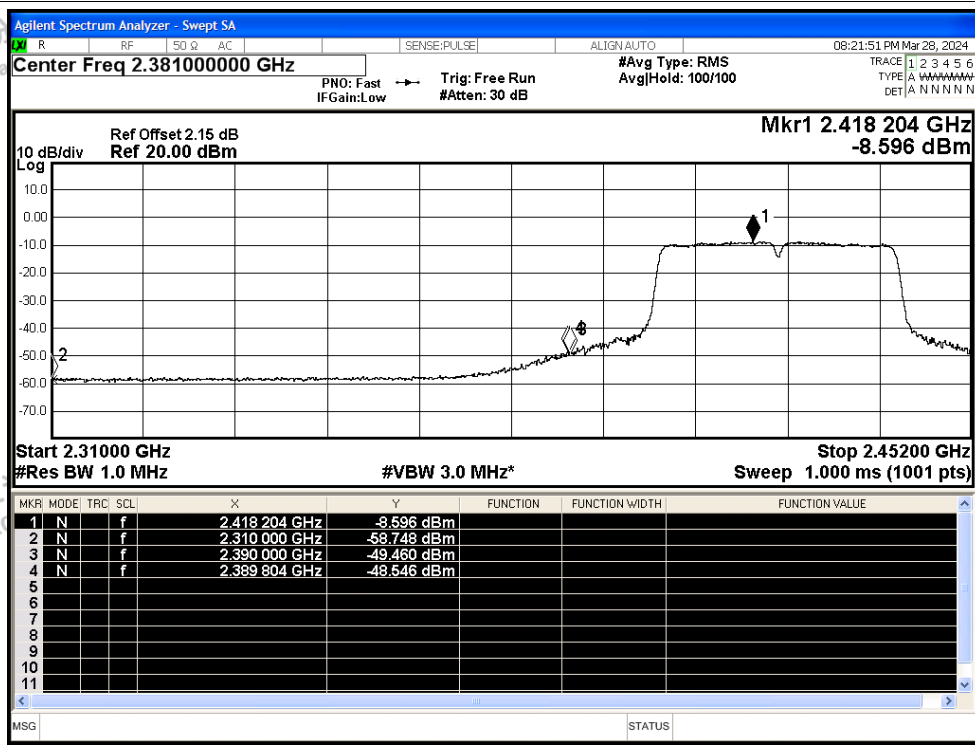 Agilent Spectrum Analyzer - Swept SA
LXI R RF 50 Ω AC SENSE:PULSE ALIGN AUTO 08:21:51 PM Mar 28, 2024
Center Freq 2.381000000 GHz
PNO: Fast
IFGain:Low
Trig: Free Run
#Atten: 30 dB
#Avg Type: RMS
Avg|Hold: 100/100
TRACE 1 2 3 4 5 6
TYPE A WWWWW
DET A N N N N N
Ref Offset 2.15 dB
10 dB/div Ref 20.00 dBm
Log
Mkr1 2.418 204 GHz
-8.596 dBm
10.0
0.00
-10.0
-20.0
-30.0
-40.0
-50.0
-60.0
-70.0
1
2
Start 2.31000 GHz Stop 2.45200 GHz
#Res BW 1.0 MHz #VBW 3.0 MHz* Sweep 1.000 ms (1001 pts)
MKR MODE TRC SCL X Y FUNCTION FUNCTION WIDTH FUNCTION VALUE
1 N f 2.418 204 GHz -8.596 dBm
2 N f 2.310 000 GHz -58.748 dBm
3 N f 2.390 000 GHz -49.460 dBm
4 N f 2.389 804 GHz -48.546 dBm
5
6
7
8
9
10
11
MSG STATUS